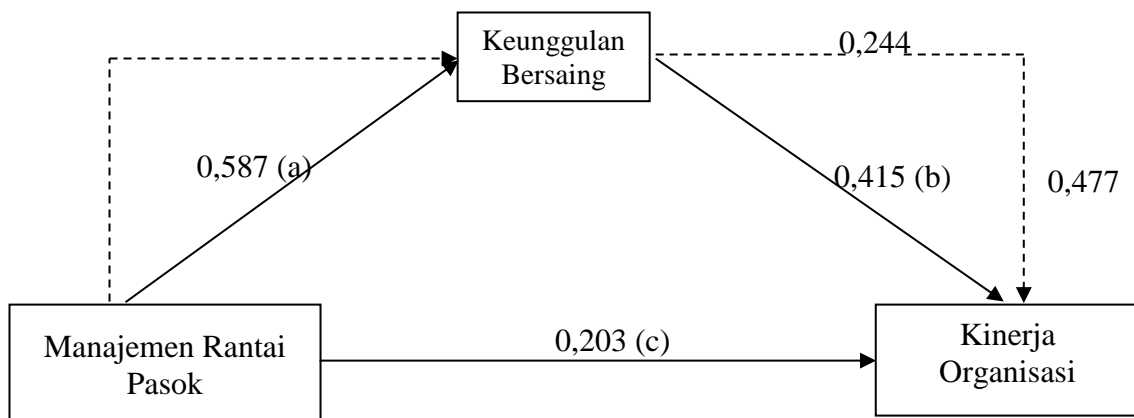 Keunggulan
Bersaing
0,244
0,587 (a)
0,415 (b)
0,477
Manajemen Rantai
Pasok
0,203 (c)
Kinerja
Organisasi